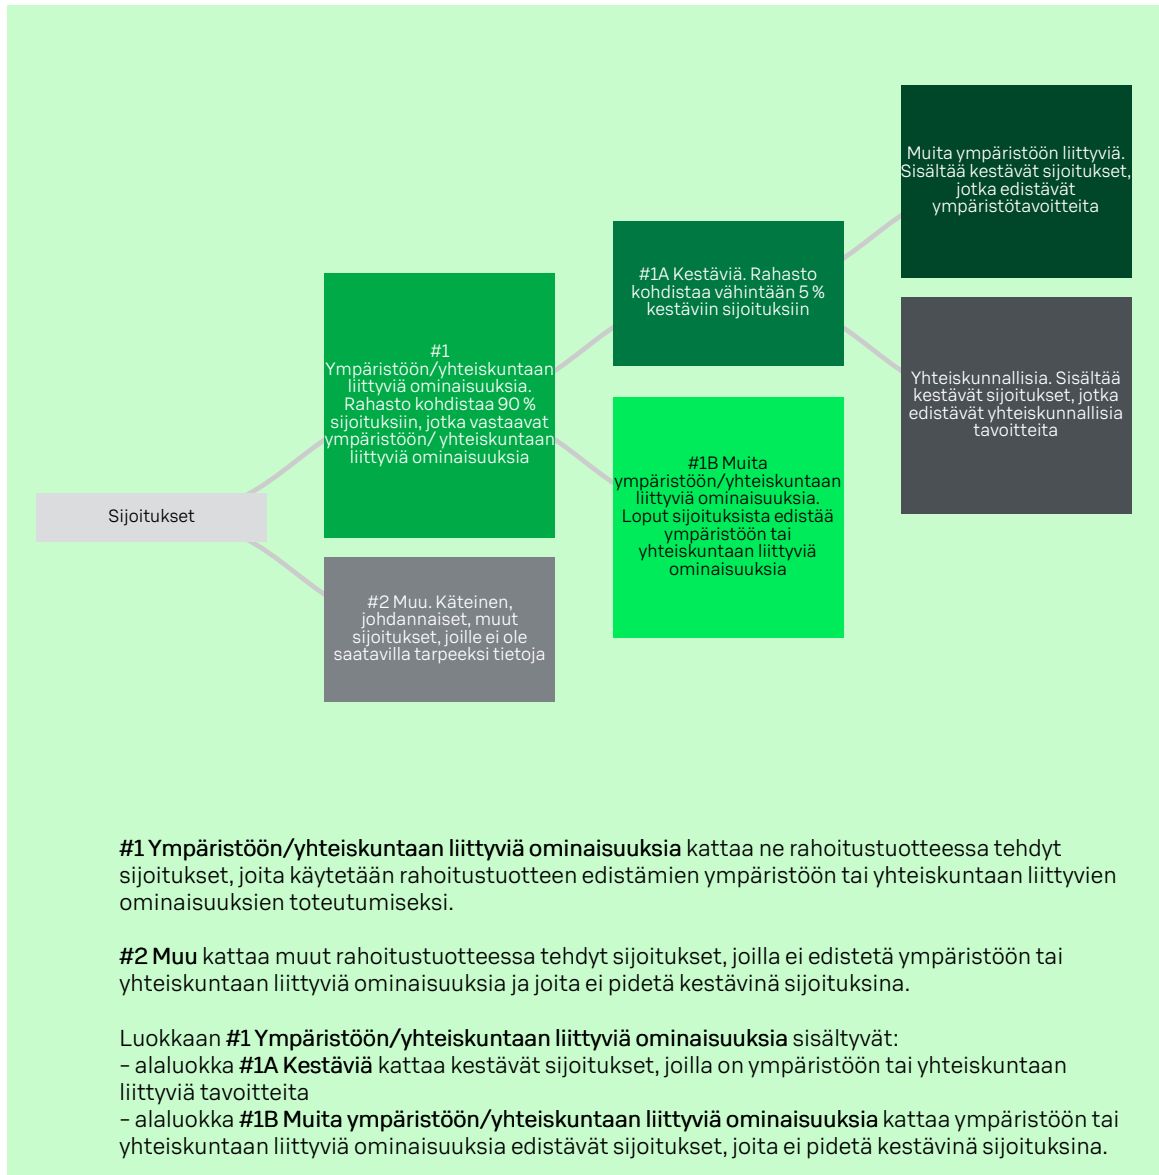 Muita ympäristöön liittyviä.
Sisältää kestävät sijoitukset,
jotka edistävät
ympäristötavoitteita
#1A Kestäviä. Rahasto
kohdistaa vähintään 5 %
kestäviin sijoituksiin
#1
Ympäristöön/yhteiskuntaan
liittyviä ominaisuuksia.
Rahasto kohdistaa 90 %
sijoituksiin, jotka vastaavat
ympäristöön/ yhteiskuntaan
liittyviä ominaisuuksia
Yhteiskunnallisia. Sisältää
kestävät sijoitukset, jotka
edistävät yhteiskunnallisia
tavoitteita
#1B Muita
ympäristöön/yhteiskuntaan
liittyviä ominaisuuksia.
Loput sijoituksista edistää
ympäristöön tai
yhteiskuntaan liittyviä
ominaisuuksia
Sijoitukset
#2 Muu. Käteinen,
johdannaiset, muut
sijoitukset, joille ei ole
saatavilla tarpeeksi tietoja
#1 Ympäristöön/yhteiskuntaan liittyviä ominaisuuksia kattaa ne rahoitustuotteessa tehdyt
sijoitukset, joita käytetään rahoitustuotteen edistämien ympäristöön tai yhteiskuntaan liittyvien
ominaisuuksien toteutumiseksi.
#2 Muu kattaa muut rahoitustuotteessa tehdyt sijoitukset, joilla ei edistetä ympäristöön tai
yhteiskuntaan liittyviä ominaisuuksia ja joita ei pidetä kestävinä sijoituksina.
Luokkaan #1 Ympäristöön/yhteiskuntaan liittyviä ominaisuuksia sisältyvät:
- alaluokka #1A Kestäviä kattaa kestävät sijoitukset, joilla on ympäristöön tai yhteiskuntaan
liittyviä tavoitteita
- alaluokka #1B Muita ympäristöön/yhteiskuntaan liittyviä ominaisuuksia kattaa ympäristöön tai
yhteiskuntaan liittyviä ominaisuuksia edistävät sijoitukset, joita ei pidetä kestävinä sijoituksina.